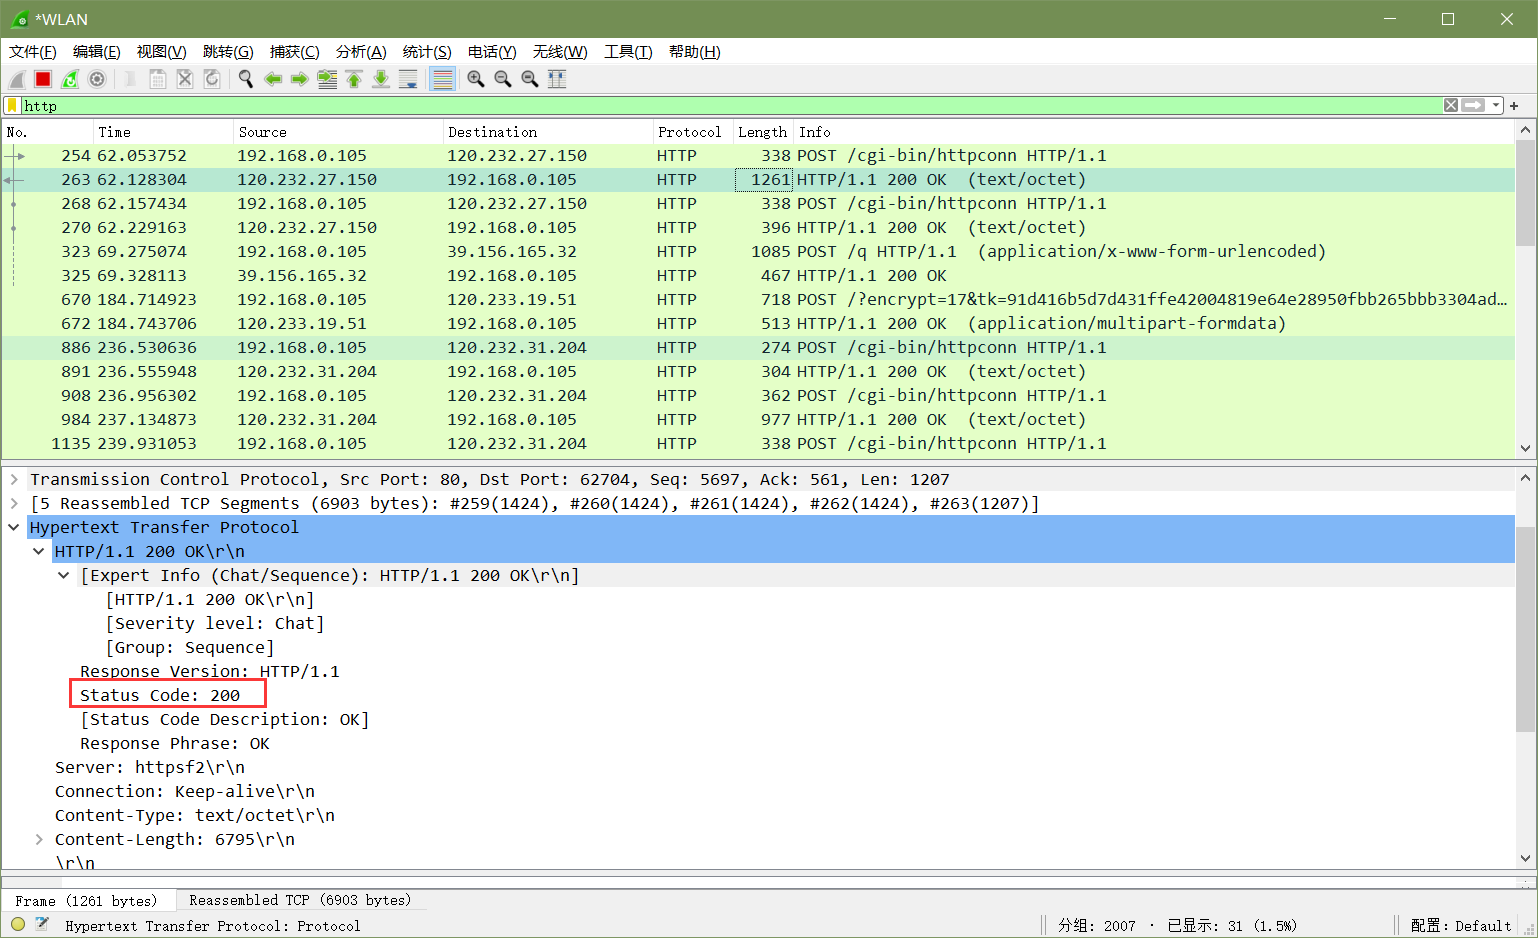 *WLAN
文件(F) 编辑(E) 视图(V) 跳转(G) 捕获(C) 分析(A) 统计(S) 电话(Y) 无线(W) 工具(T) 帮助(H)
http
No. Time Source Destination Protocol Length Info
254 62.053752 192.168.0.105 120.232.27.150 HTTP 338 POST /cgi-bin/httpconn HTTP/1.1
263 62.128304 120.232.27.150 192.168.0.105 HTTP 1261 HTTP/1.1 200 OK (text/octet)
268 62.157434 192.168.0.105 120.232.27.150 HTTP 338 POST /cgi-bin/httpconn HTTP/1.1
270 62.229163 120.232.27.150 192.168.0.105 HTTP 396 HTTP/1.1 200 OK (text/octet)
323 69.275074 192.168.0.105 39.156.165.32 HTTP 1085 POST /q HTTP/1.1 (application/x-www-form-urlencoded)
325 69.328113 39.156.165.32 192.168.0.105 HTTP 467 HTTP/1.1 200 OK
670 184.714923 192.168.0.105 120.233.19.51 HTTP 718 POST /?encrypt=17&tk=91d416b5d7d431ffe42004819e64e28950fbb265bbb3304ad…
672 184.743706 120.233.19.51 192.168.0.105 HTTP 513 HTTP/1.1 200 OK (application/multipart-formdata)
886 236.530636 192.168.0.105 120.232.31.204 HTTP 274 POST /cgi-bin/httpconn HTTP/1.1
891 236.555948 120.232.31.204 192.168.0.105 HTTP 304 HTTP/1.1 200 OK (text/octet)
908 236.956302 192.168.0.105 120.232.31.204 HTTP 362 POST /cgi-bin/httpconn HTTP/1.1
984 237.134873 120.232.31.204 192.168.0.105 HTTP 977 HTTP/1.1 200 OK (text/octet)
1135 239.931053 192.168.0.105 120.232.31.204 HTTP 338 POST /cgi-bin/httpconn HTTP/1.1
Transmission Control Protocol, Src Port: 80, Dst Port: 62704, Seq: 5697, Ack: 561, Len: 1207
[5 Reassembled TCP Segments (6903 bytes): #259(1424), #260(1424), #261(1424), #262(1424), #263(1207)]
Hypertext Transfer Protocol
HTTP/1.1 200 OK\r\n
[Expert Info (Chat/Sequence): HTTP/1.1 200 OK\r\n]
[HTTP/1.1 200 OK\r\n]
[Severity level: Chat]
[Group: Sequence]
Response Version: HTTP/1.1
Status Code: 200
[Status Code Description: OK]
Response Phrase: OK
Server: httpsf2\r\n
Connection: Keep-alive\r\n
Content-Type: text/octet\r\n
Content-Length: 6795\r\n
\r\n
Frame (1261 bytes) Reassembled TCP (6903 bytes)
Hypertext Transfer Protocol: Protocol 分组: 2007 · 已显示: 31 (1.5%) 配置: Default